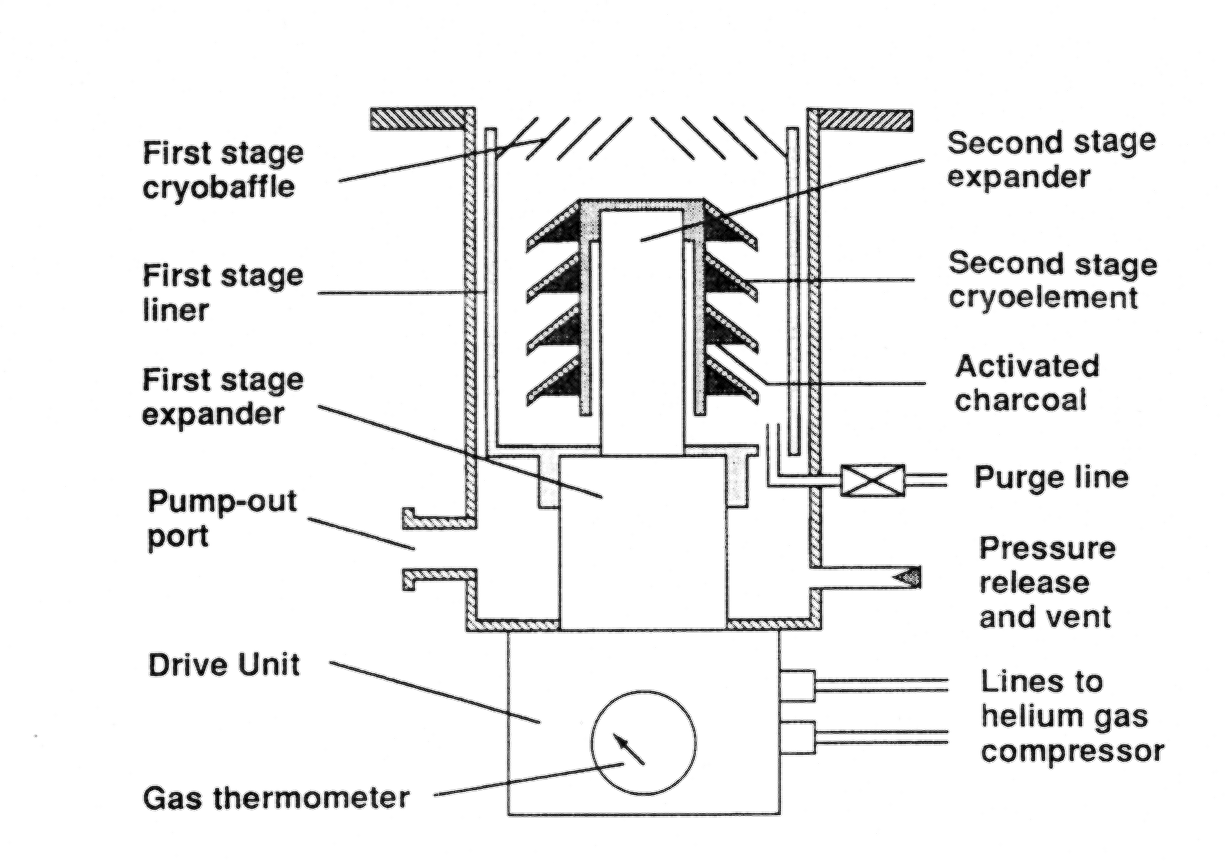 First stage
cryobaffle
First stage
liner
First stage
expander
Pump-out
port
Drive Unit
Gas thermometer
Second stage
expander
Second stage
cryoelement
Activated
charcoal
Purge line
Pressure
release
and vent
Lines to
helium gas
compressor